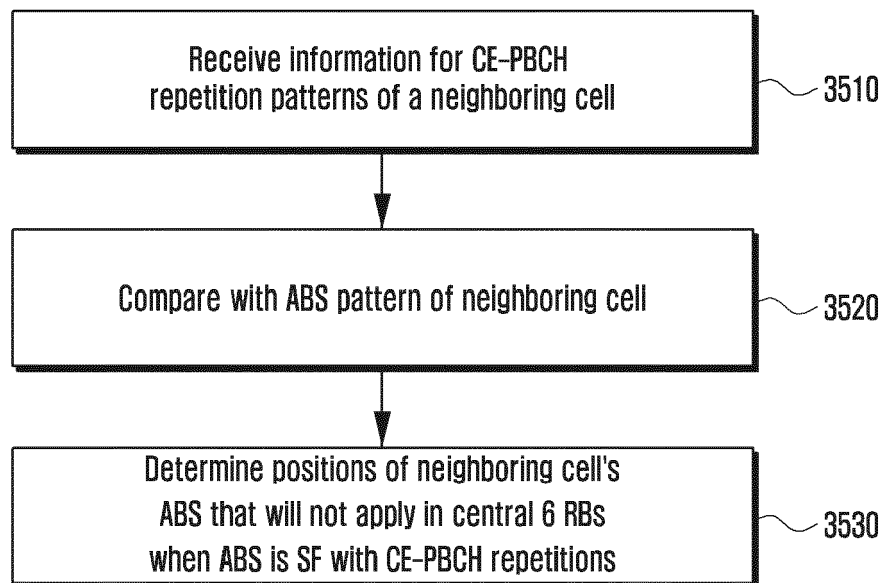 Receive information for CE-PBCH
repetition patterns of a neighboring cell
3510
Compare with ABS pattern of neighboring cell
3520
Determine positions of neighboring cell's
ABS that will not apply in central 6 RBs
when ABS is SF with CE-PBCH repetitions
3530